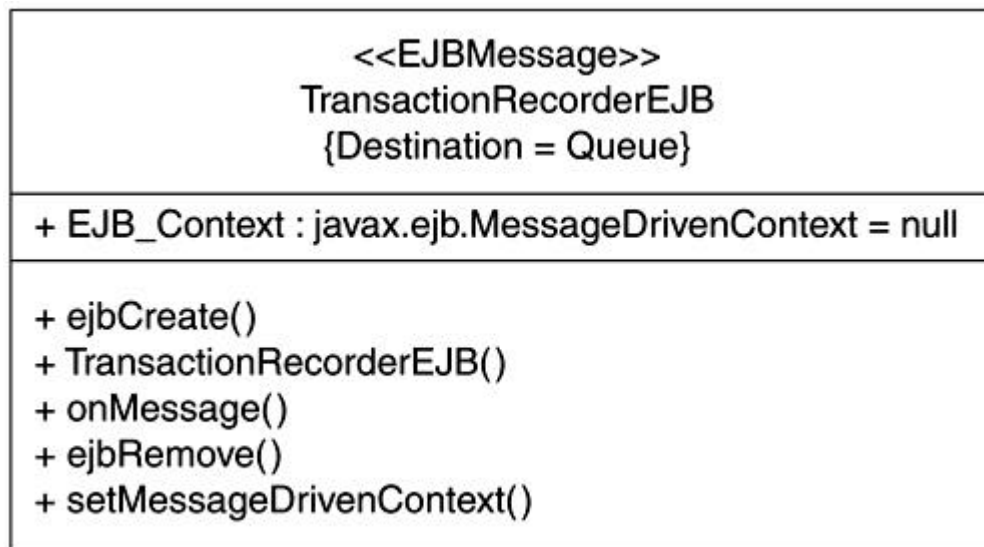 <<EJBMessage>>
TransactionRecorderEJB
{Destination = Queue}
+ EJB_Context : javax.ejb.MessageDrivenContext = null
+ ejbCreate()
+ TransactionRecorderEJB()
+ onMessage()
+ ejbRemove()
+ setMessageDrivenContext()